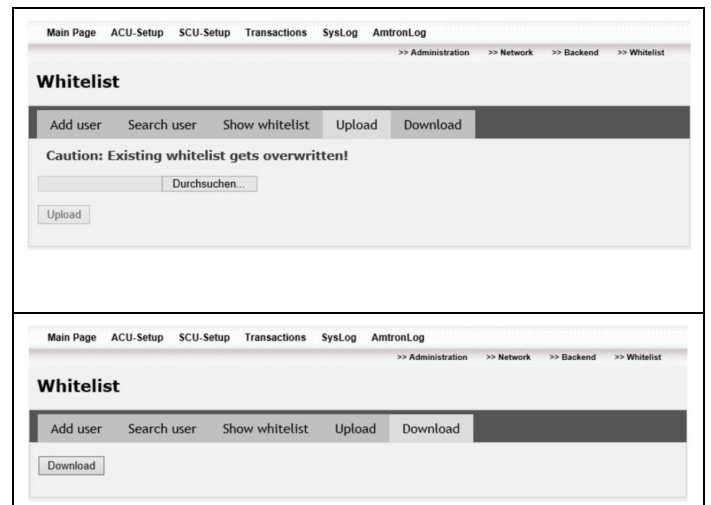 Main Page ACU-Setup SCU-Setup Transactions SysLog AmtronLog
>> Administration >> Network >> Backend >> Whitelist
Whitelist
Add user Search user Show whitelist Upload Download
Caution: Existing whitelist gets overwritten!
Durchsuchen...
Upload
Main Page ACU-Setup SCU-Setup Transactions SysLog AmtronLog
>> Administration >> Network >> Backend >> Whitelist
Whitelist
Add user Search user Show whitelist Upload Download
Download